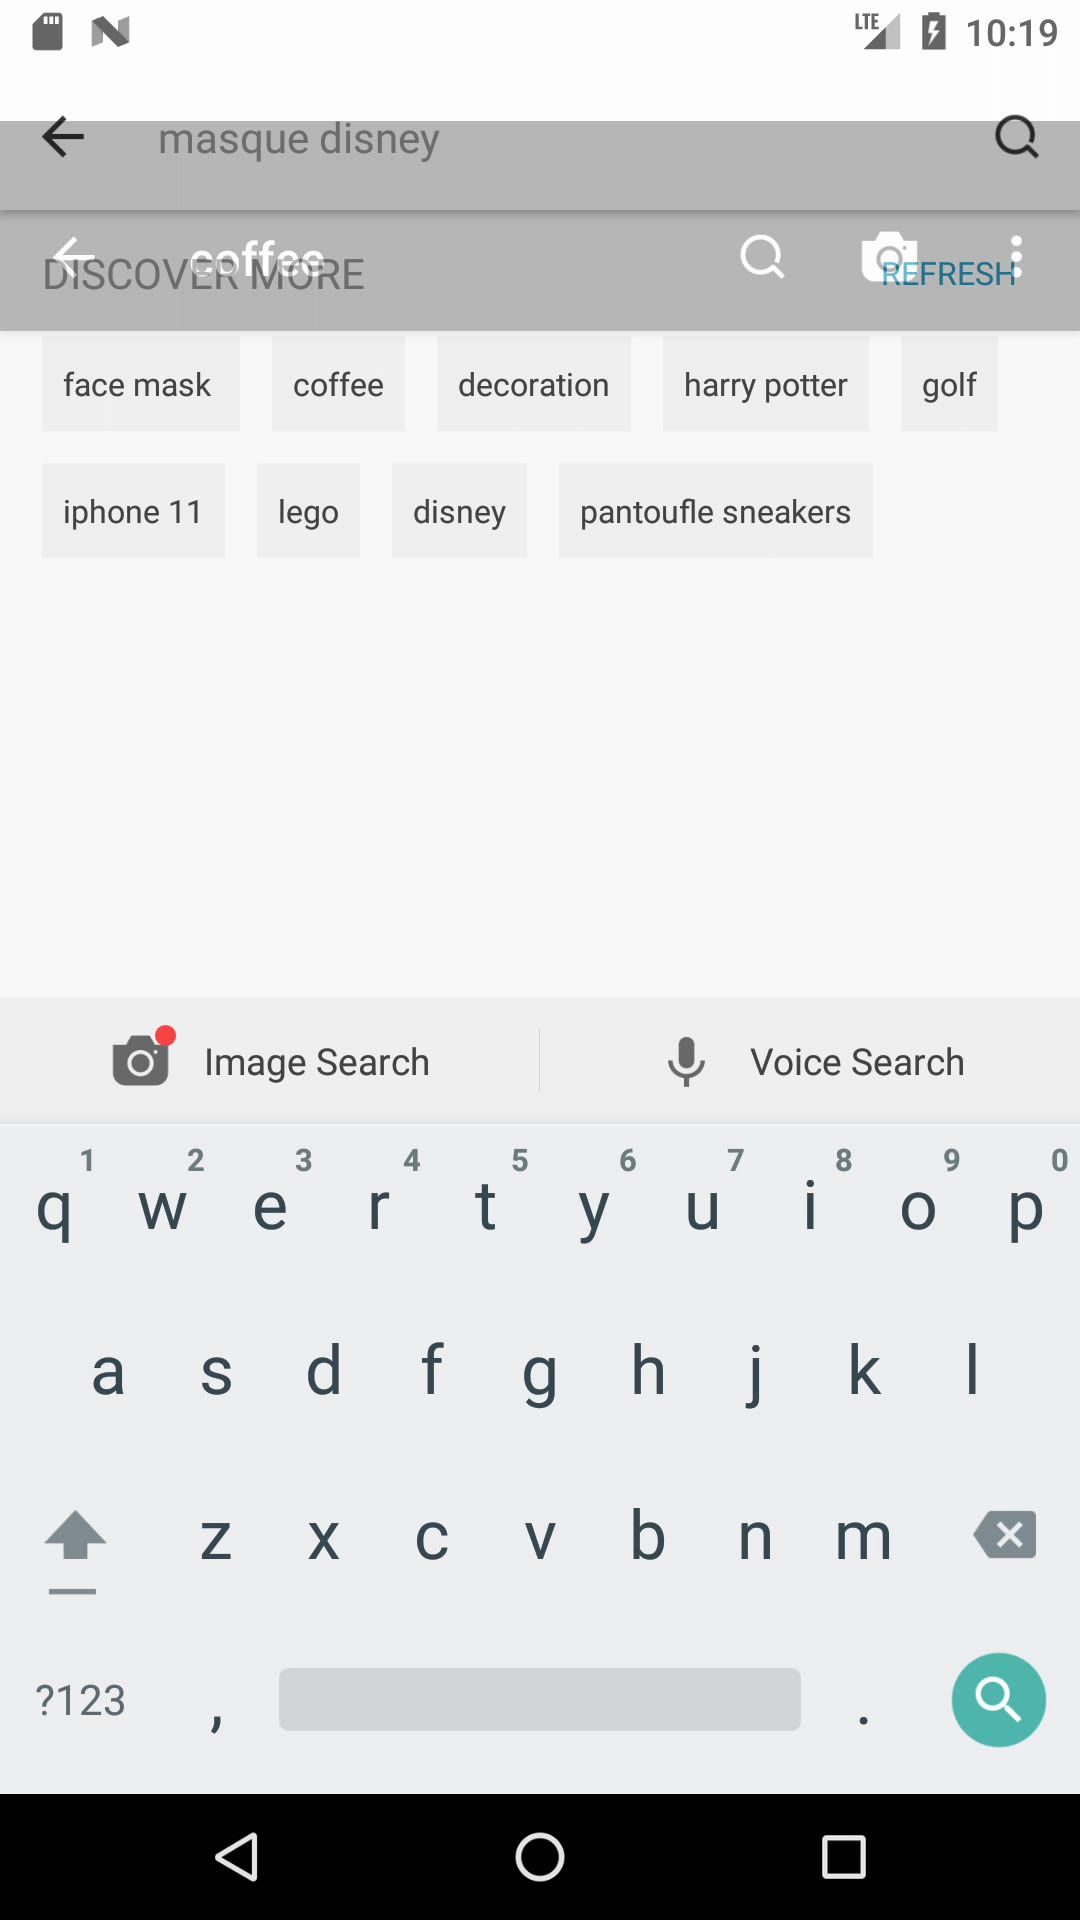 LTE 10:19
masque disney
coffee
DISCOVER MORE REFRESH
face mask coffee decoration harry potter golf
iphone 11 lego disney pantoufle sneakers
Image Search Voice Search
1 2 3 4 5 6 7 8 9 0
q w e r t y u i o p
a s d f g h j k l
z x c v b n m
?123 , .